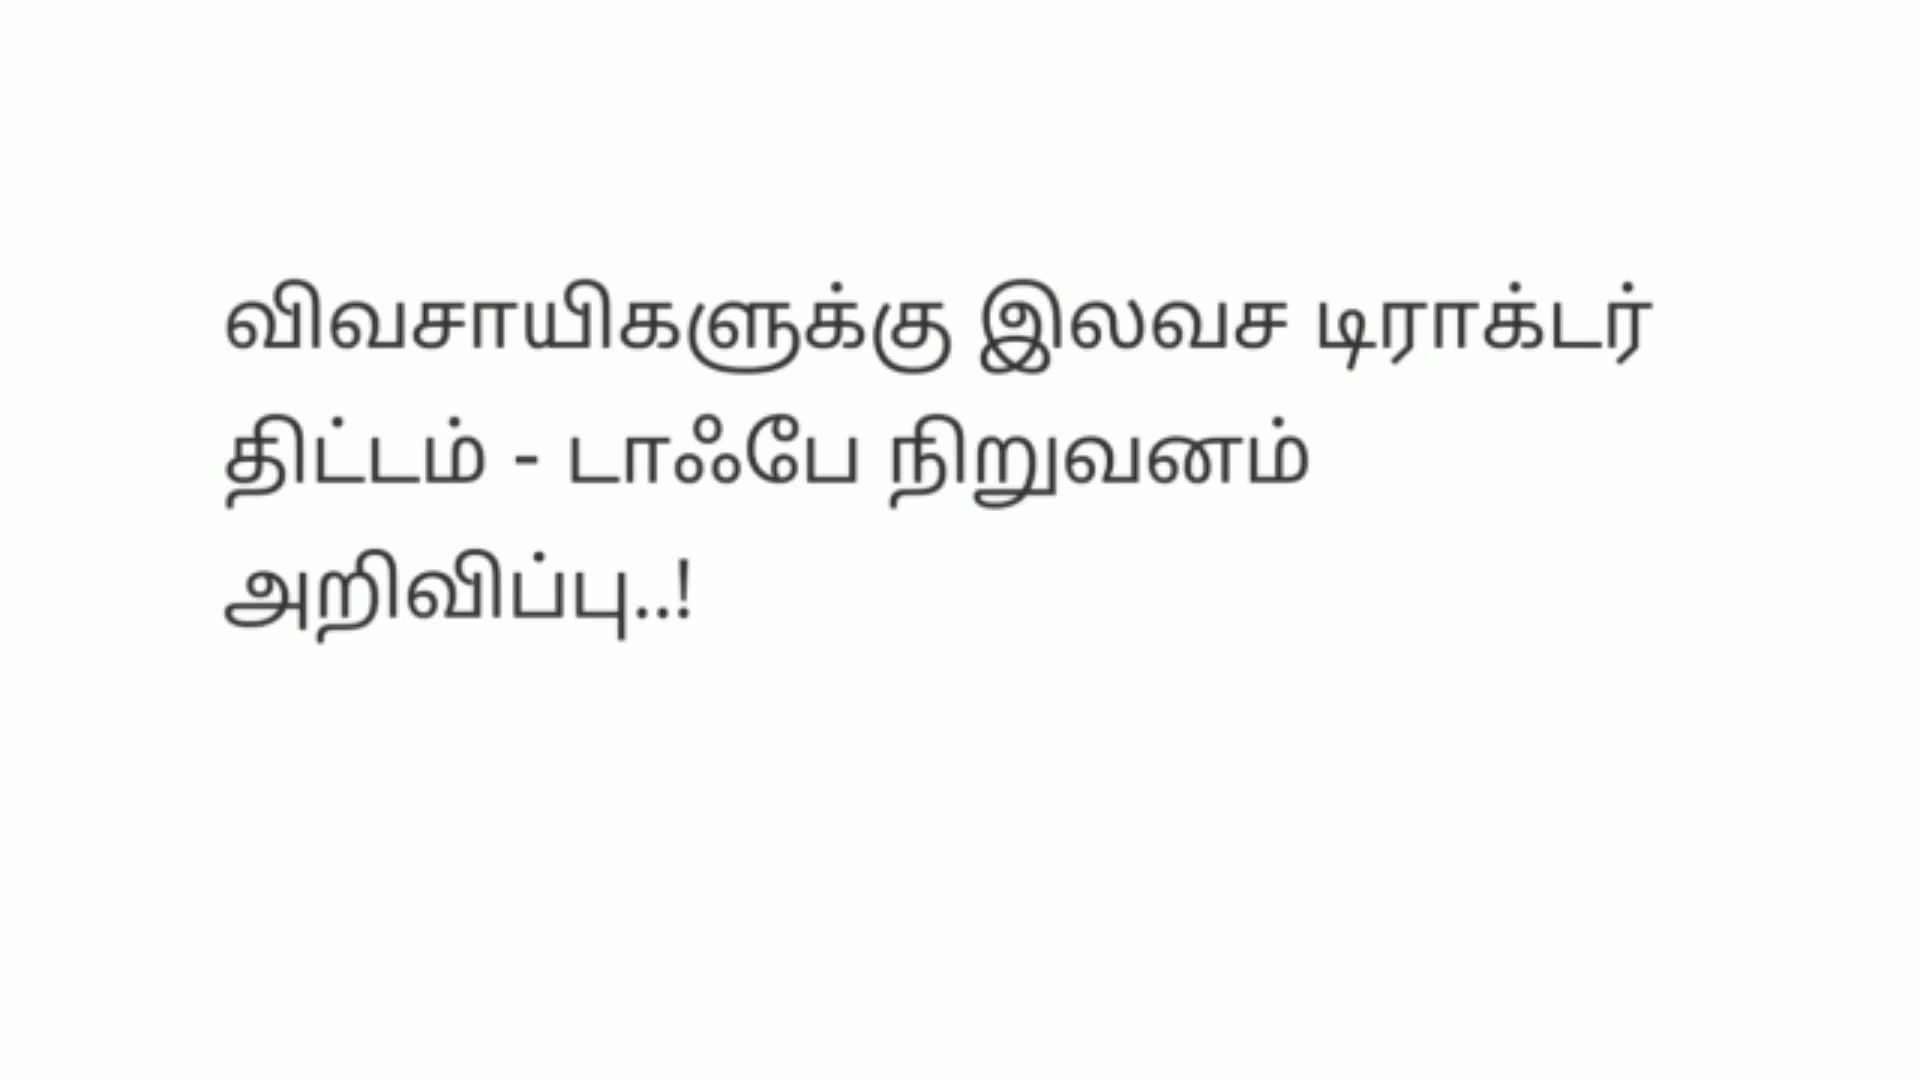 விவசாயிகளுக்கு இலவச டிராக்டர்
திட்டம் - டாஃபே நிறுவனம்
அறிவிப்பு..!